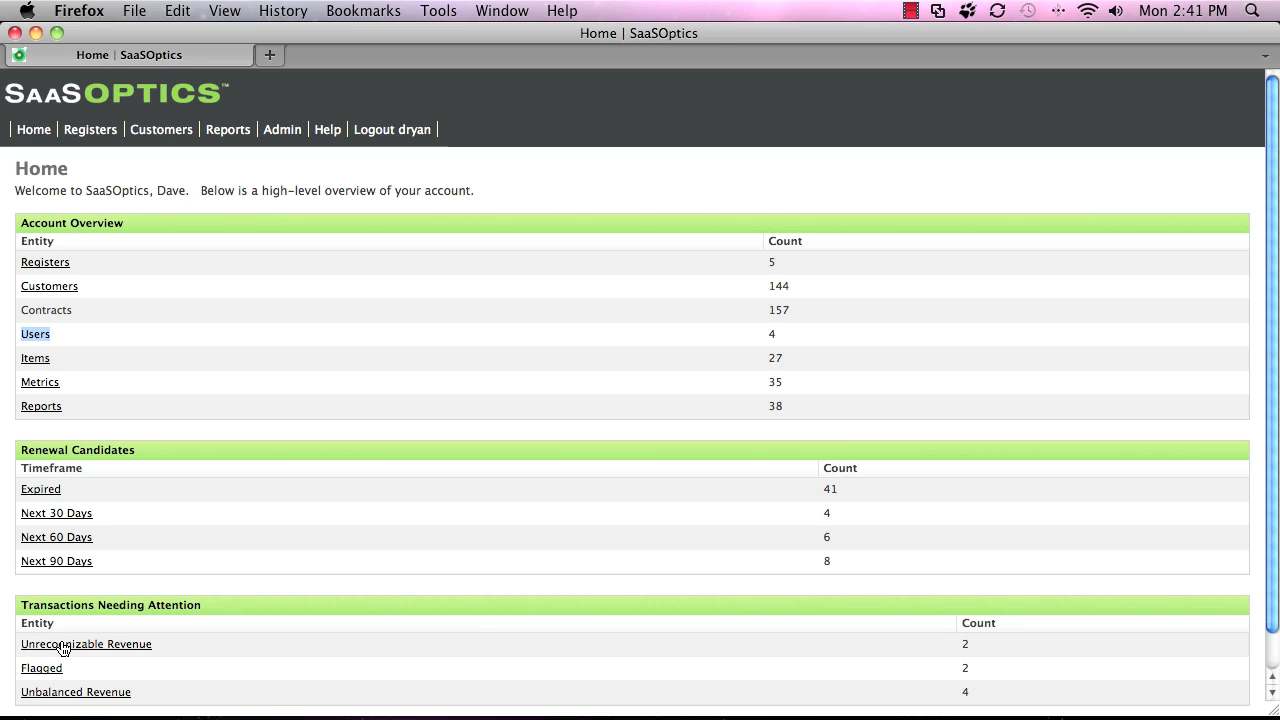 Firefox File Edit View History Bookmarks Tools Window Help Mon 2:41 PM
Home | SaaSOptics
Home | SaaSOptics +
SAASOPTICS™
Home Registers Customers Reports Admin Help Logout dryan
Home
Welcome to SaaSOptics, Dave. Below is a high-level overview of your account.
Account Overview
Entity Count
Registers 5
Customers 144
Contracts 157
Users 4
Items 27
Metrics 35
Reports 38
Renewal Candidates
Timeframe Count
Expired 41
Next 30 Days 4
Next 60 Days 6
Next 90 Days 8
Transactions Needing Attention
Entity Count
Unrecognizable Revenue 2
Flagged 2
Unbalanced Revenue 4